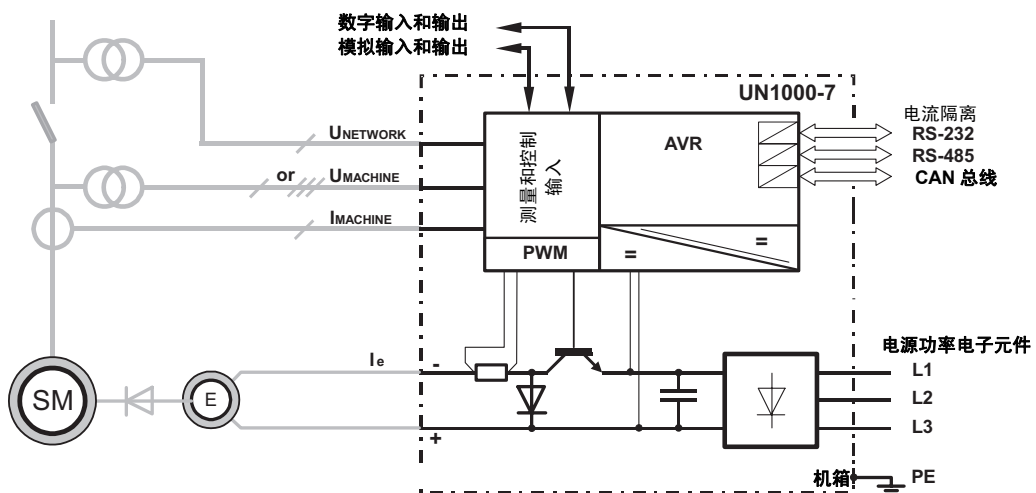 数字输入和输出
模拟输入和输出
UN1000-7
电流隔离
RS-232
RS-485
CAN 总线
UNETWORK
or
UMACHINE
IMACHINE
测量和控制
输入
AVR
PWM
=
=
Ie
-
+
电源功率电子元件
L1
L2
L3
SM
E
机箱
PE